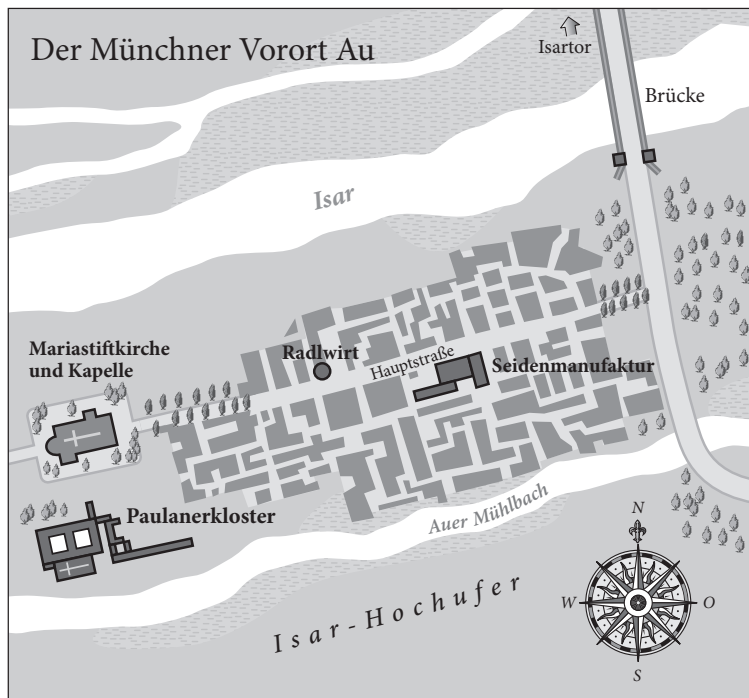 Der Münchner Vorort Au
Isartor
Brücke
Isar
Mariastiftkirche
und Kapelle
Radlwirt
Hauptstraße
Seidenmanufaktur
Paulanerkloster
Auer Mühlbach
Isar-Hochufer
N
W
O
S